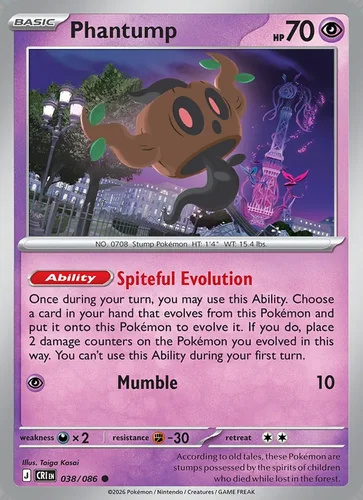 BASIC
Phantump
HP 70
NO. 0708 Stump Pokémon HT: 1'4" WT: 15.4 lbs.
Ability Spiteful Evolution
Once during your turn, you may use this Ability. Choose
a card in your hand that evolves from this Pokémon and
put it onto this Pokémon to evolve it. If you do, place
2 damage counters on the Pokémon you evolved in this
way. You can't use this Ability during your first turn.
Mumble 10
weakness ×2 resistance -30 retreat
Illus. Taiga Kasai
J CRI EN 038/086
According to old tales, these Pokémon are
stumps possessed by the spirits of children
who died while lost in the forest.
©2026 Pokémon / Nintendo / Creatures / GAME FREAK